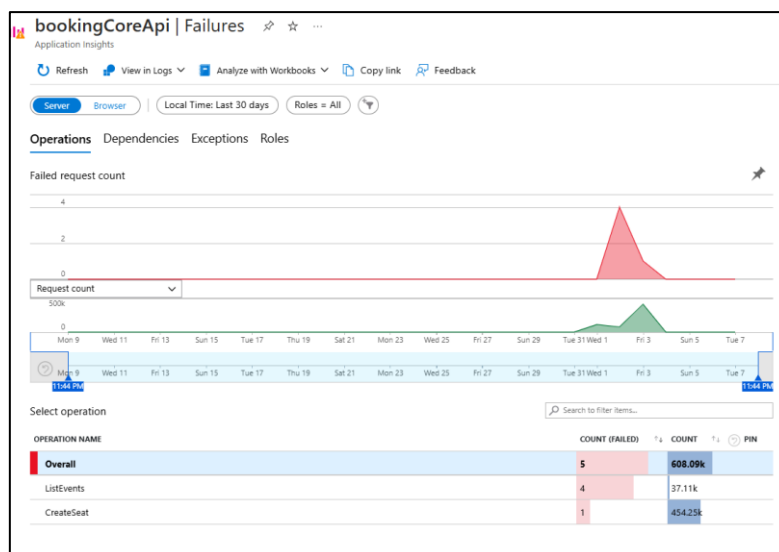 bookingCoreApi | Failures ...
Application Insights
Refresh View in Logs Analyze with Workbooks Copy link Feedback
Server Browser Local Time: Last 30 days Roles = All
Operations Dependencies Exceptions Roles
Failed request count
4
2
0
Request count
500k
0
Mon 9 Wed 11 Fri 13 Sun 15 Tue 17 Thu 19 Sat 21 Mon 23 Wed 25 Fri 27 Sun 29 Tue 31 Wed 1 Fri 3 Sun 5 Tue 7
Mon 9 Wed 11 Fri 13 Sun 15 Tue 17 Thu 19 Sat 21 Mon 23 Wed 25 Fri 27 Sun 29 Tue 31 Wed 1 Fri 3 Sun 5 Tue 7
11:44 PM 11:44 PM
Select operation Search to filter items...
OPERATION NAME COUNT (FAILED) COUNT PIN
Overall 5 608.09k
ListEvents 4 37.11k
CreateSeat 1 454.25k